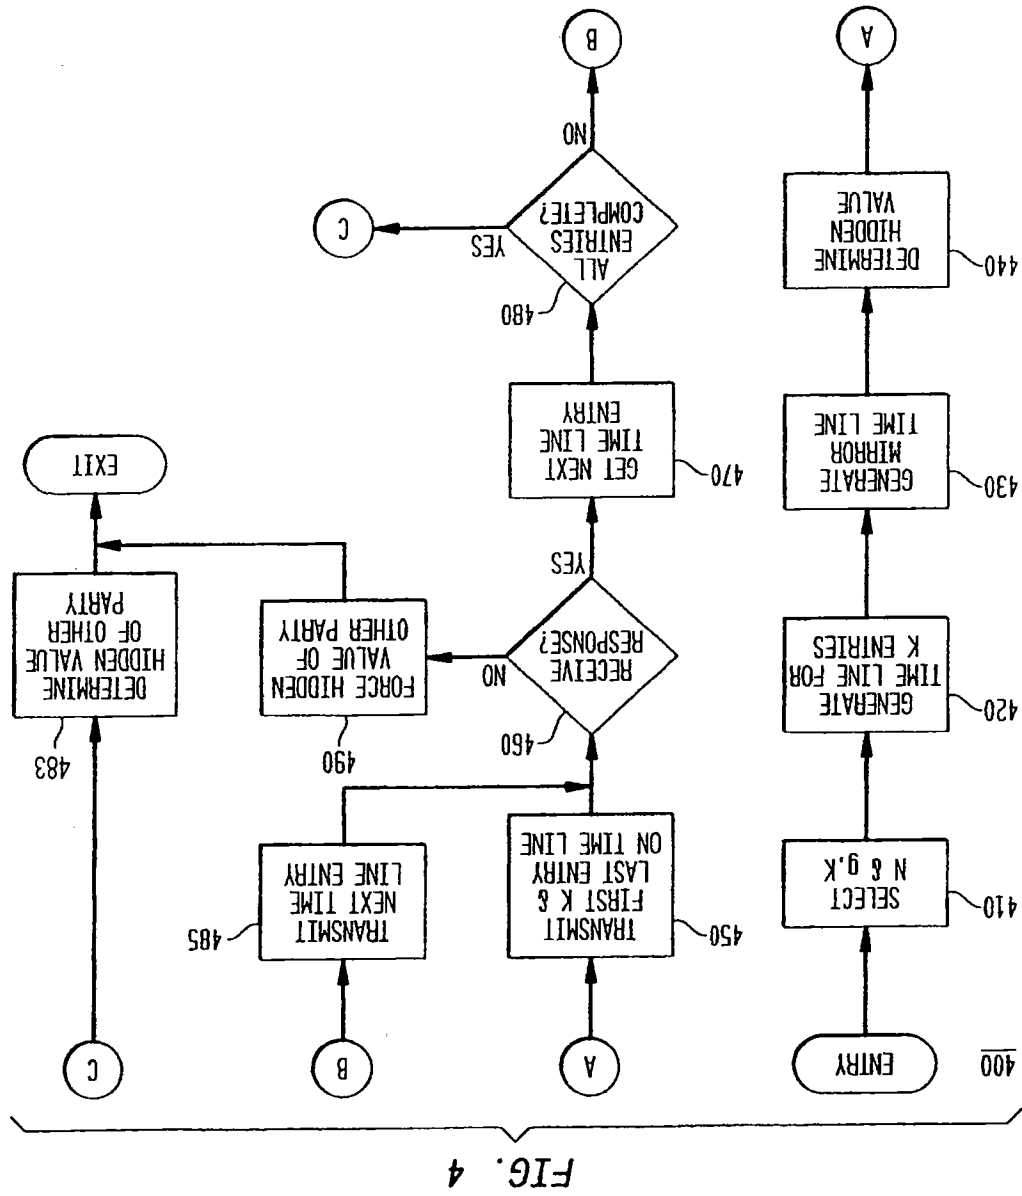 FIG. 4
400
ENTRY
410
SELECT
N & g.K
420
GENERATE
TIME LINE FOR
K ENTRIES
430
GENERATE
MIRROR
TIME LINE
440
DETERMINE
HIDDEN
VALUE
A
A
450
TRANSMIT
FIRST K &
LAST ENTRY
ON TIME LINE
460
RECEIVE
RESPONSE?
NO
YES
470
GET NEXT
TIME LINE
ENTRY
480
ALL
ENTRIES
COMPLETE?
YES
C
NO
B
B
485
TRANSMIT
NEXT TIME
LINE ENTRY
490
FORCE HIDDEN
VALUE OF
OTHER PARTY
C
483
DETERMINE
HIDDEN VALUE
OF OTHER
PARTY
EXIT